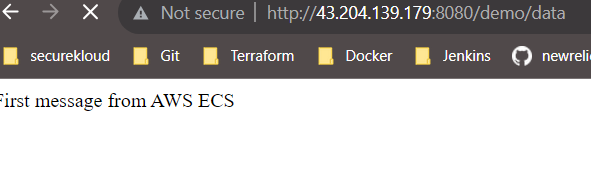 Not secure http://43.204.139.179:8080/demo/data
securekloud Git Terraform Docker Jenkins newrelic
First message from AWS ECS